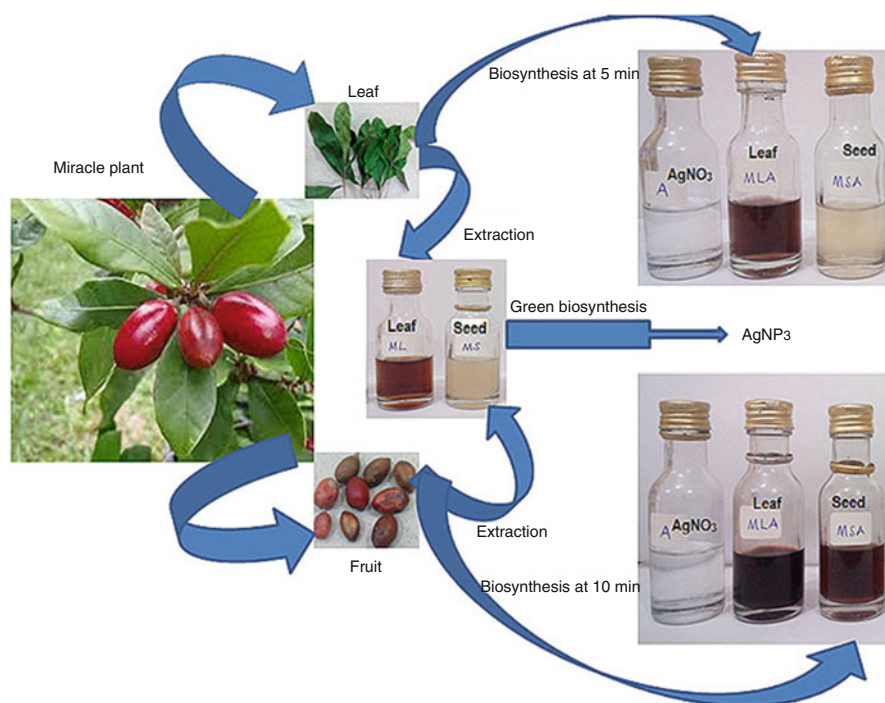 Leaf
Miracle plant
Biosynthesis at 5 min
AgNO3
A
Leaf
MLA
Seed
MSA
Extraction
Leaf
ML
Seed
MS
Green biosynthesis
AgNP3
Fruit
Extraction
Biosynthesis at 10 min
AgNO3
A
Leaf
MLA
Seed
MSA